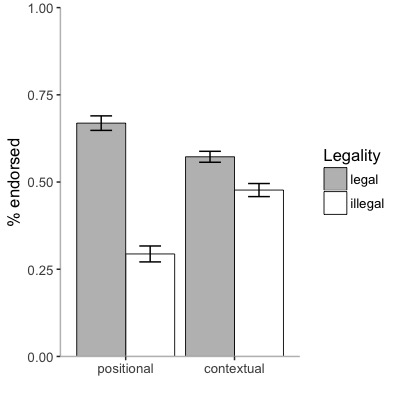 1.00
0.75
0.50
0.25
0.00
% endorsed
positional
contextual
Legality
legal
illegal